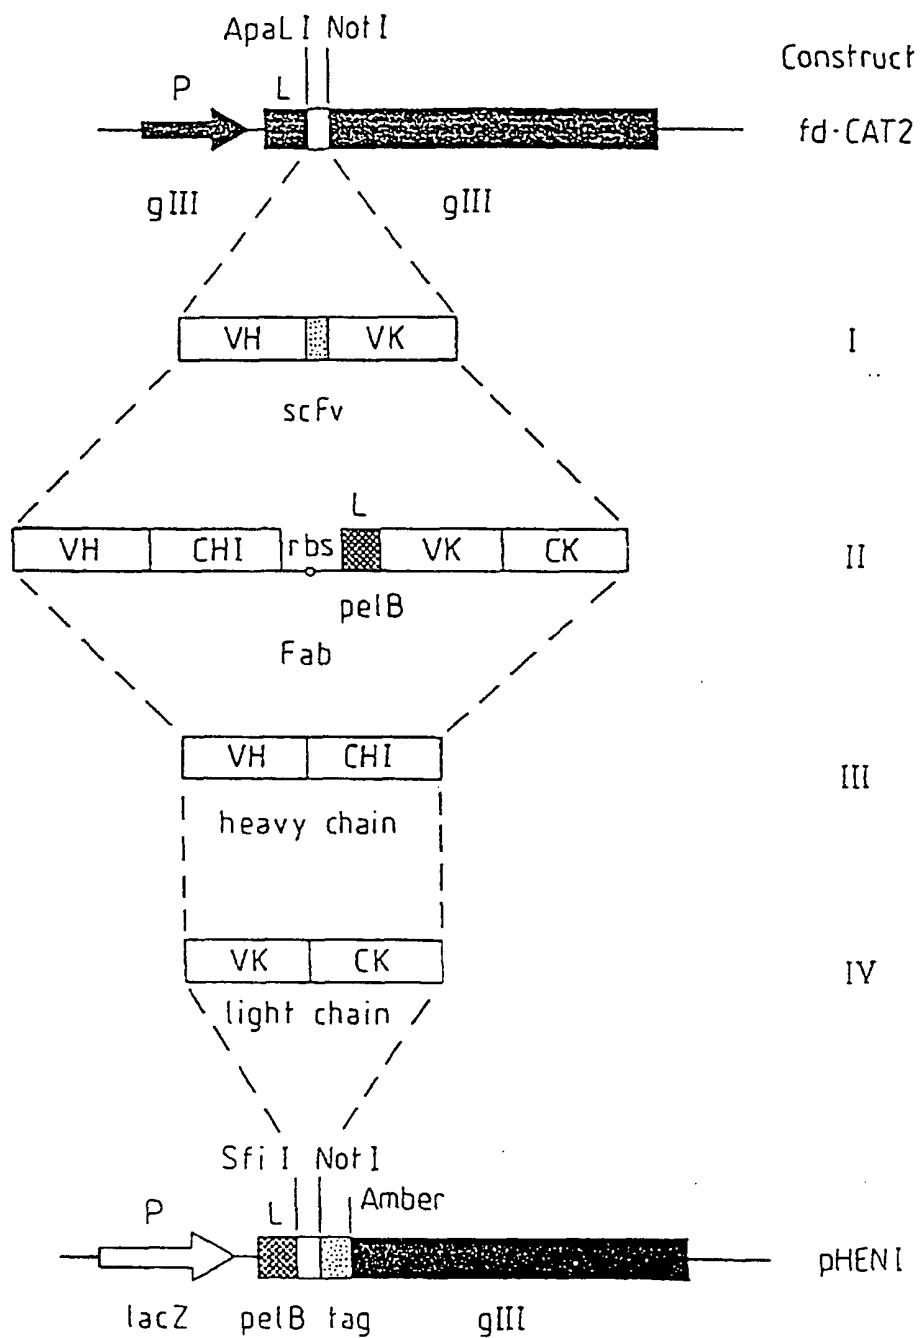 ApaL I Not I
Construct
P L
fd-CAT2
gIII gIII
VH VK I
scFv
L
VH CHI rbs VK CK II
pelB
Fab
VH CHI
III
heavy chain
VK CK
IV
light chain
Sfi I Not I
P L Amber
pHEN I
lacZ pelB tag gIII